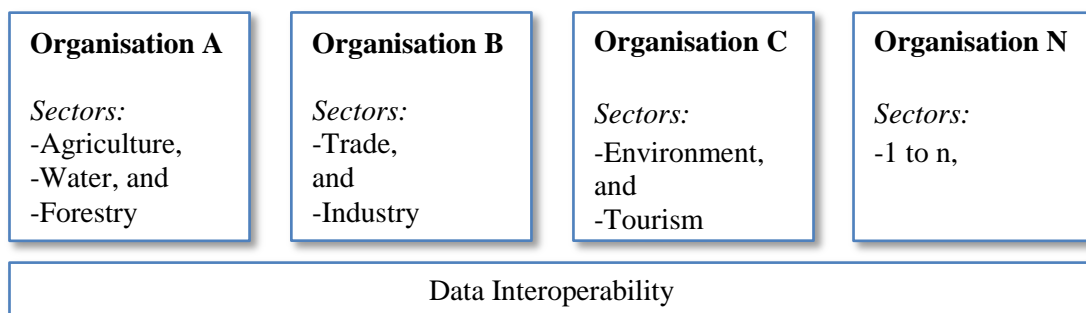 Organisation A
Sectors:
-Agriculture,
-Water, and
-Forestry
Organisation B
Sectors:
-Trade,
and
-Industry
Organisation C
Sectors:
-Environment,
and
-Tourism
Organisation N
Sectors:
-1 to n,
Data Interoperability